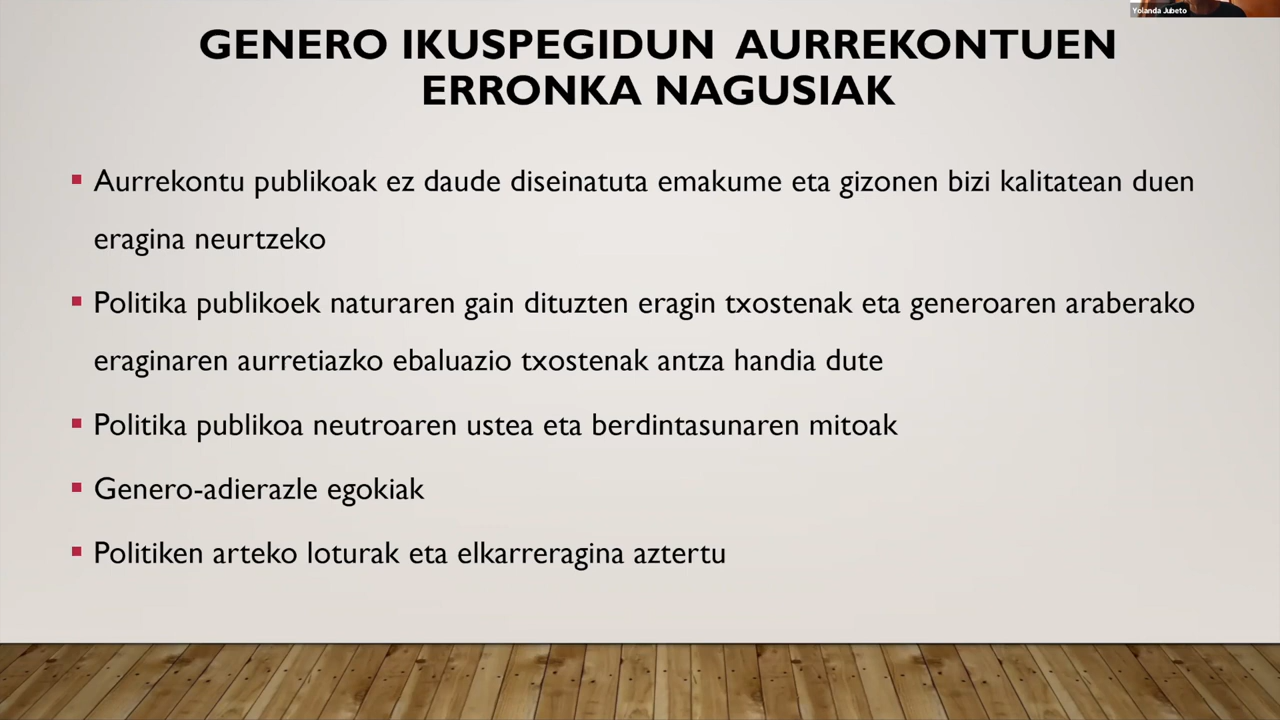 Yolanda Jubeto
GENERO IKUSPEGIDUN AURREKONTUEN
ERRONKA NAGUSIAK
Aurrekontu publikoak ez daude diseinatuta emakume eta gizonen bizi kalitatean duen
eragina neurtzeko
Politika publikoek naturaren gain dituzten eragin txostenak eta generoaren araberako
eraginaren aurretiazko ebaluazio txostenak antza handia dute
Politika publikoa neutroaren ustea eta berdintasunaren mitoak
Genero-adierazle egokiak
Politiken arteko loturak eta elkarreragina aztertu